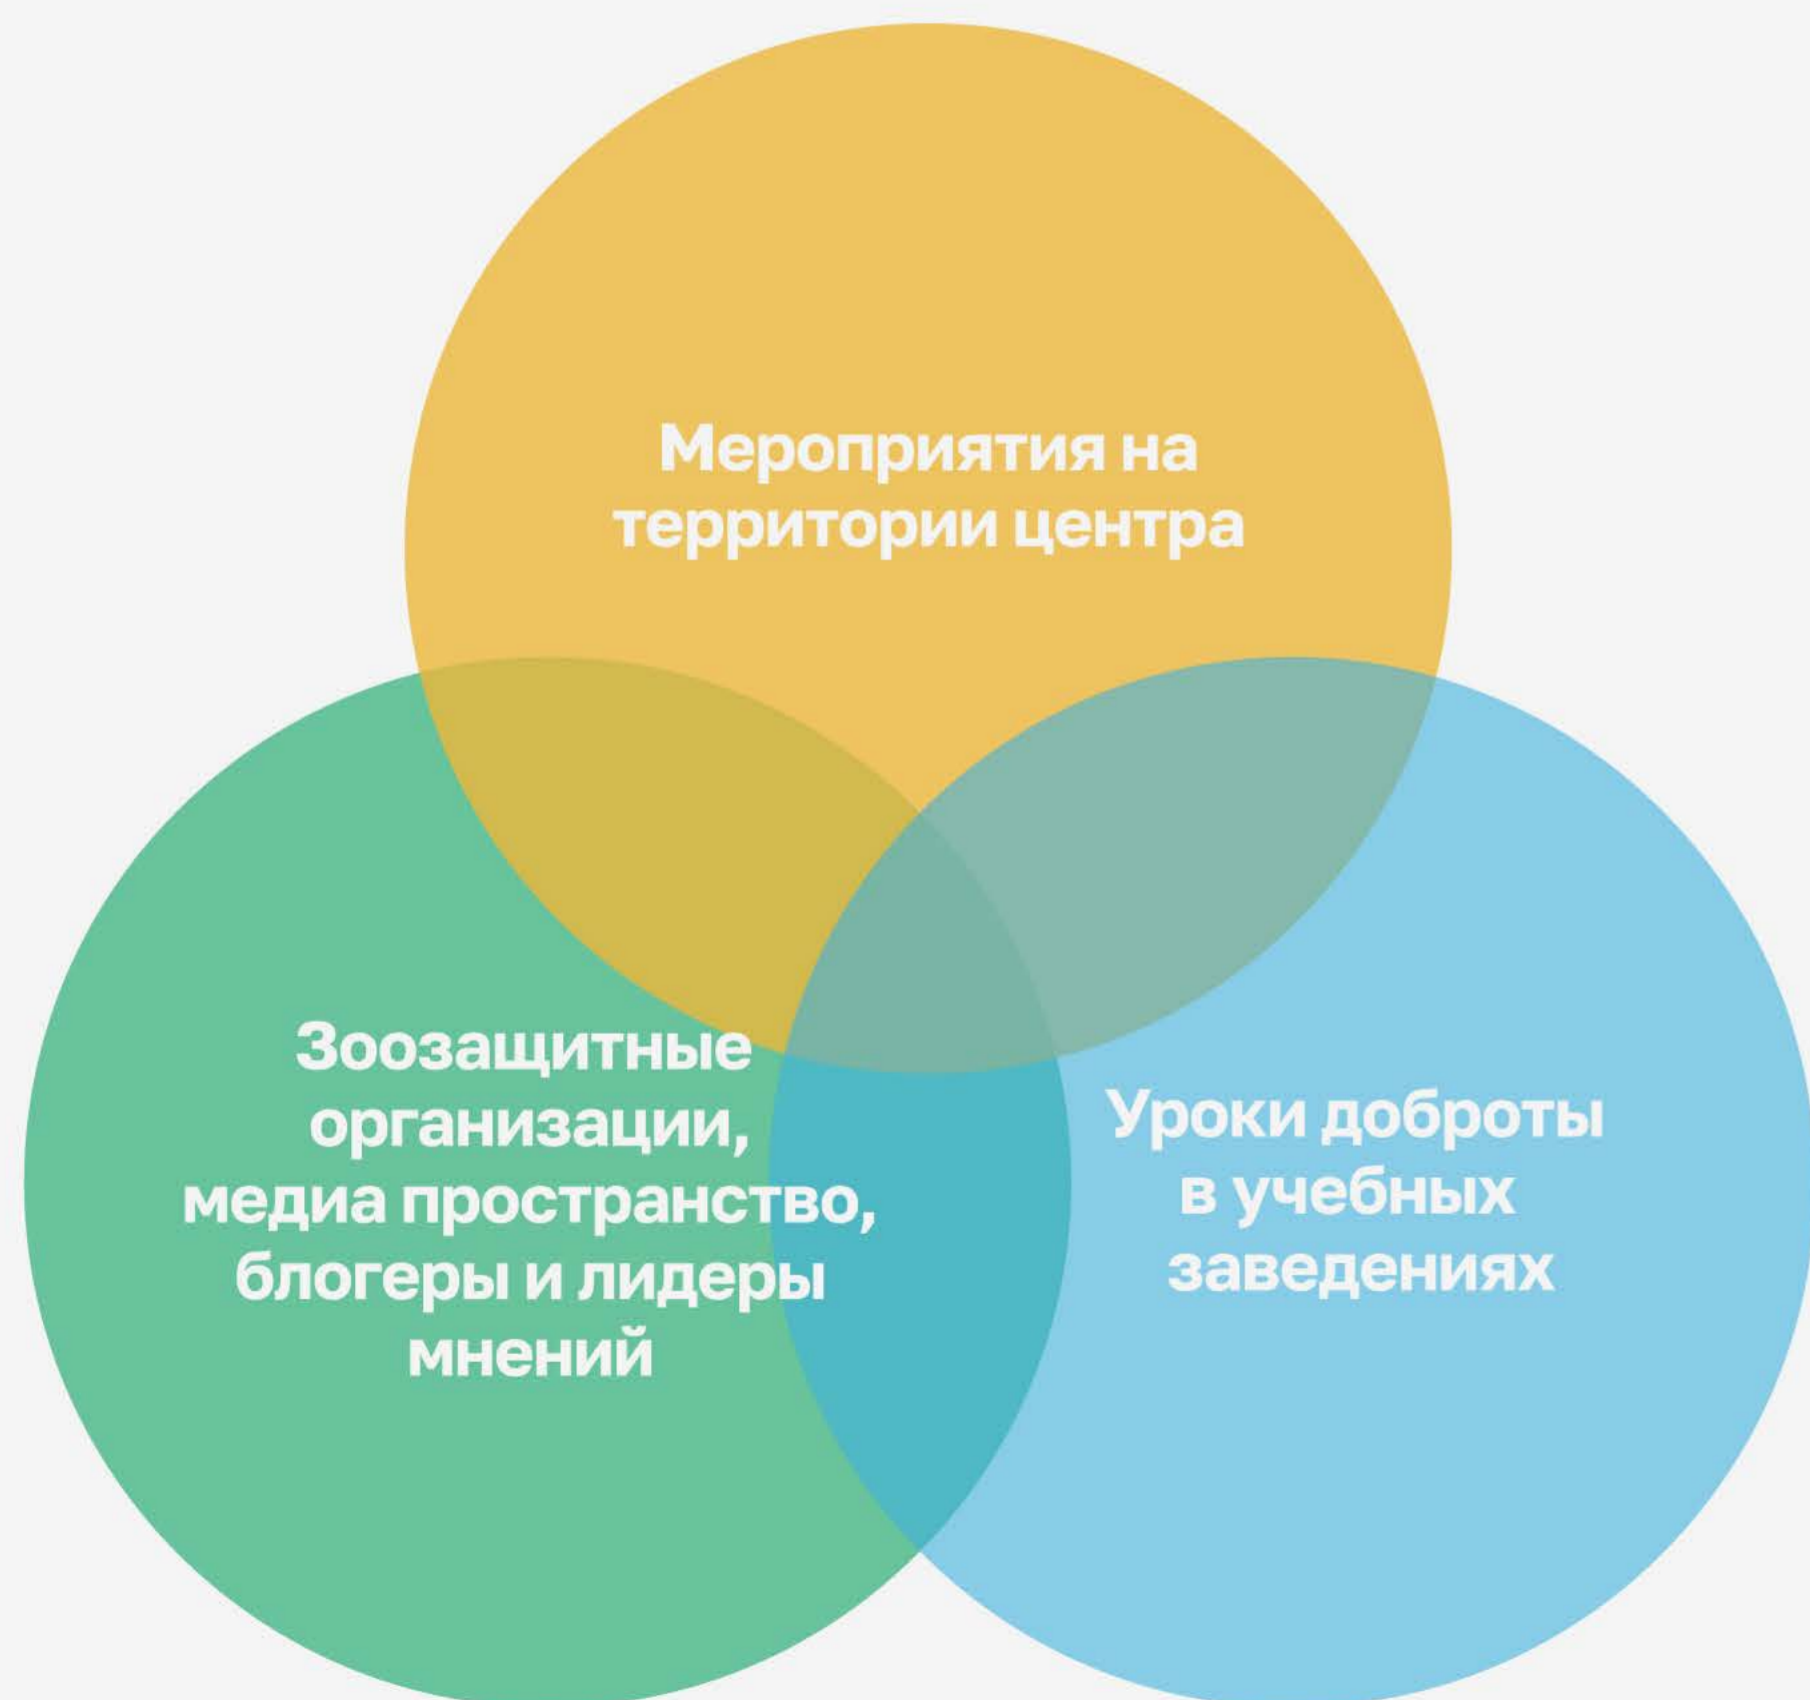 Мероприятия на
территории центра
Зоозащитные
организации,
медиа пространство,
блогеры и лидеры
мнений
Уроки доброты
в учебных
заведениях